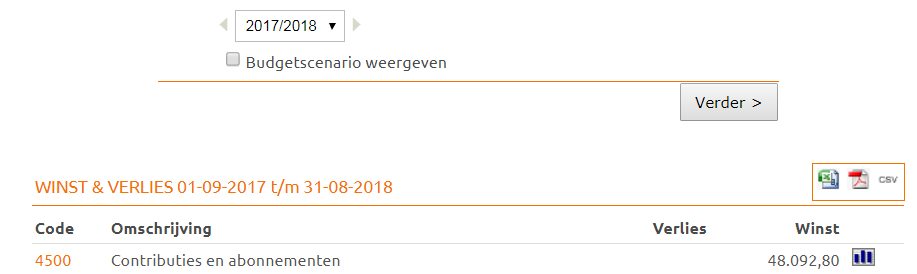 2017/2018
Budgetscenario weergeven
Verder >
WINST & VERLIES 01-09-2017 t/m 31-08-2018
CSV
Code Omschrijving Verlies Winst
4500 Contributies en abonnementen 48.092,80